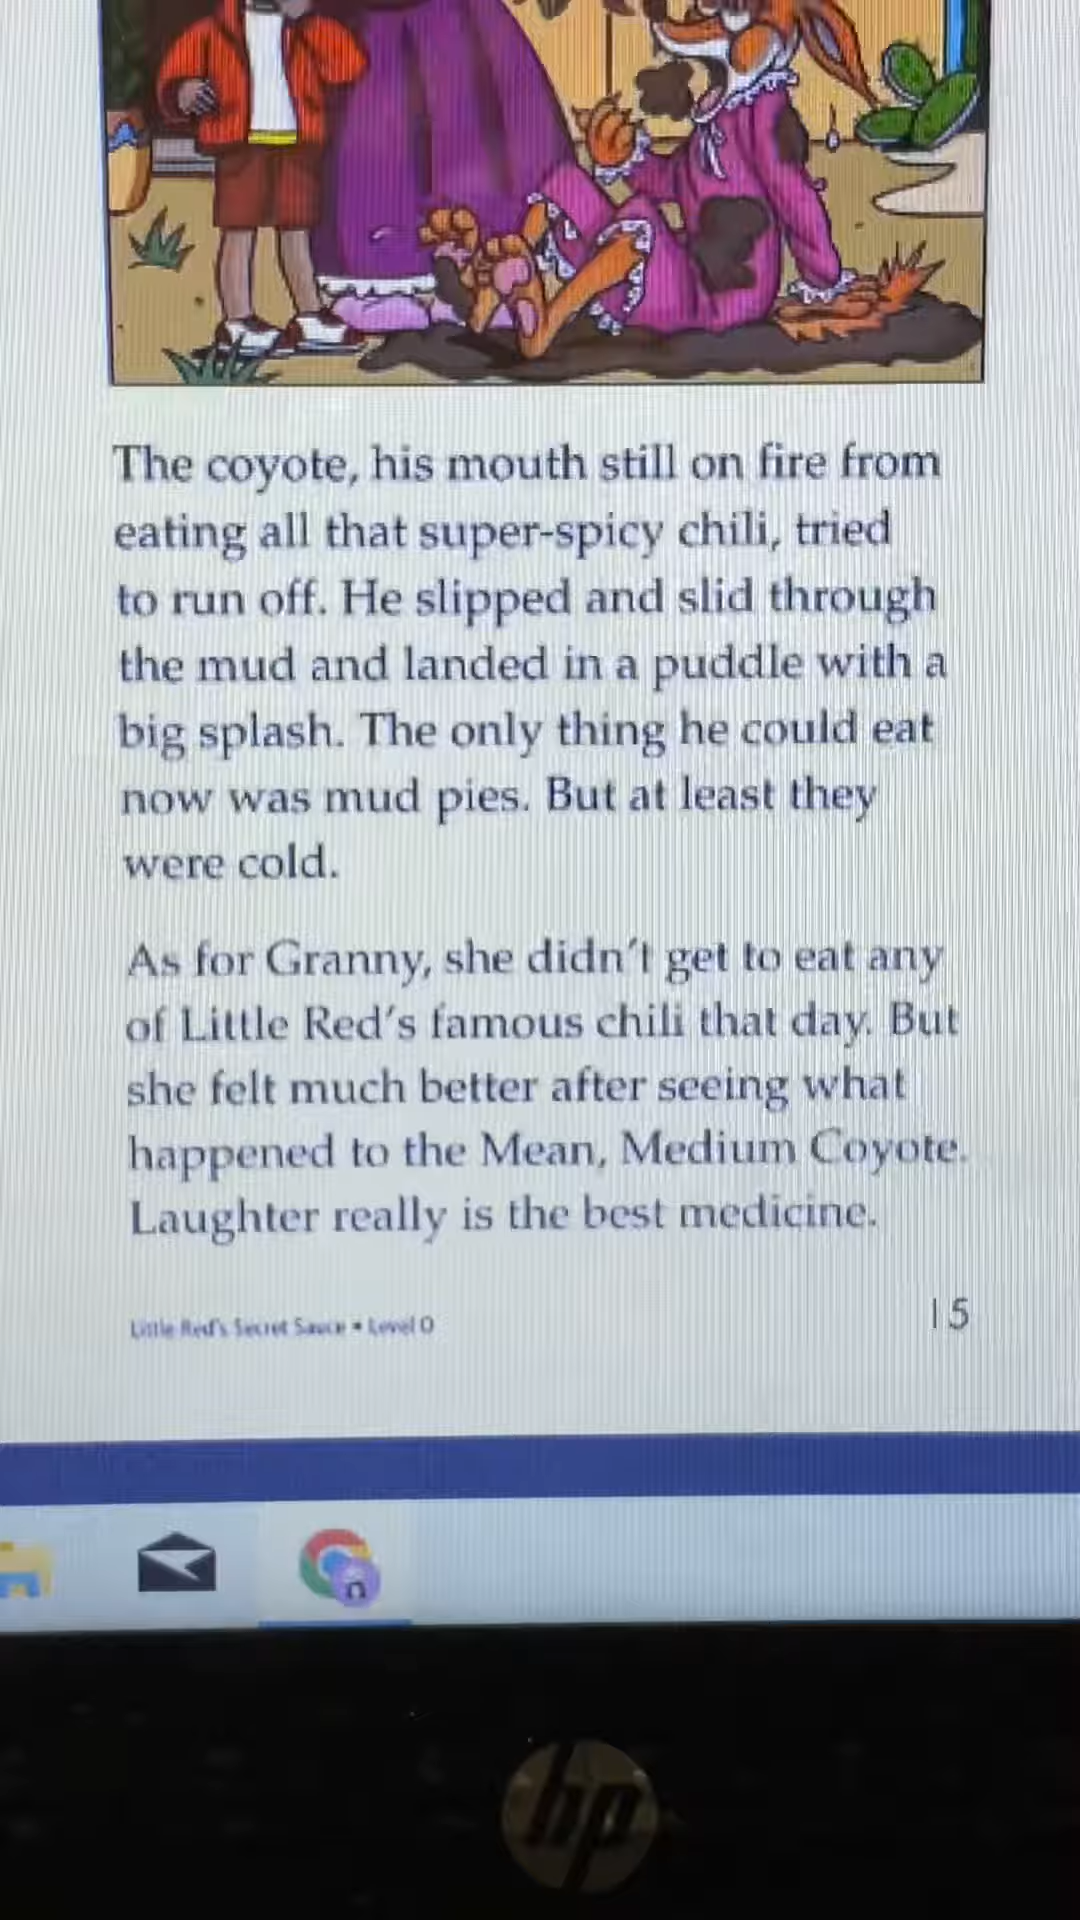 The coyote, his mouth still on fire from
eating all that super-spicy chili, tried
to run off. He slipped and slid through
the mud and landed in a puddle with a
big splash. The only thing he could eat
now was mud pies. But at least they
were cold.
As for Granny, she didn't get to eat any
of Little Red's famous chili that day. But
she felt much better after seeing what
happened to the Mean, Medium Coyote.
Laughter really is the best medicine.
Little Red's Secret Sauce • Level O
15
n
hp